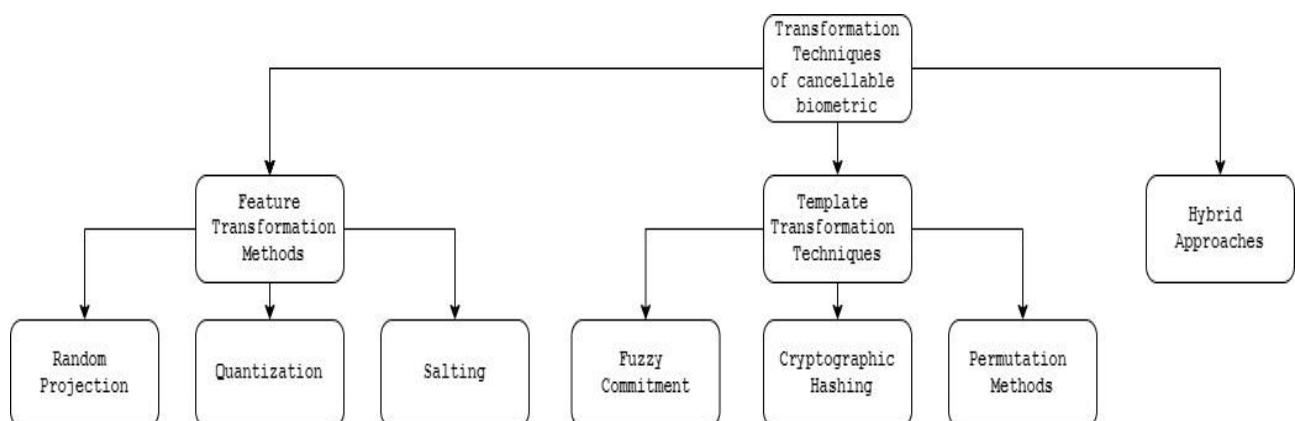 Transformation
Techniques
of cancellable
biometric
Feature
Transformation
Methods
Template
Transformation
Techniques
Hybrid
Approaches
Random
Projection
Quantization
Salting
Fuzzy
Commitment
Cryptographic
Hashing
Permutation
Methods